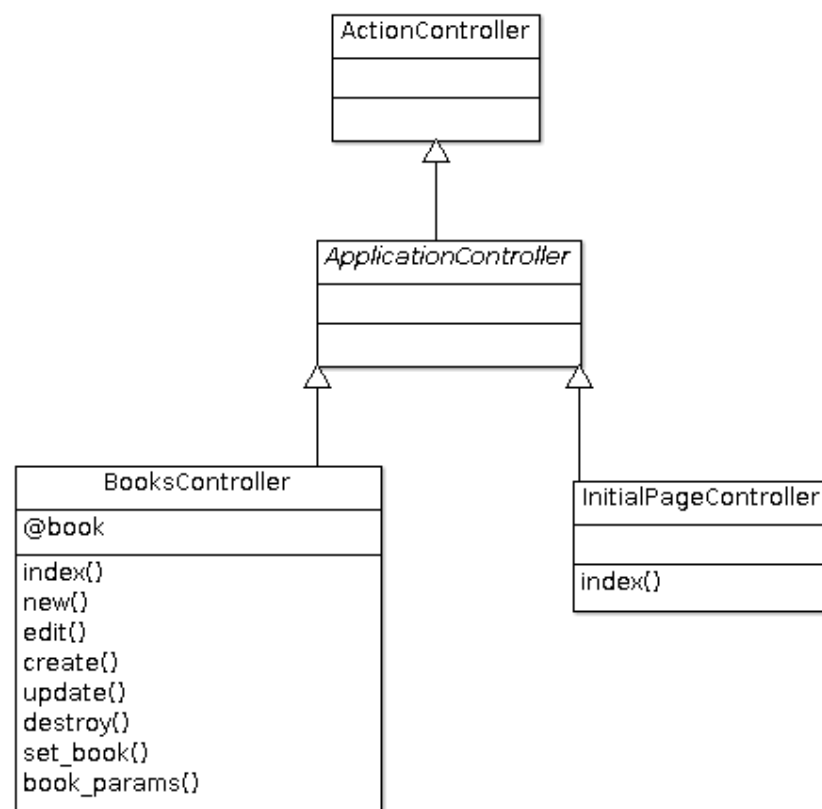 ActionController
ApplicationController
BooksController
@book
index()
new()
edit()
create()
update()
destroy()
set_book()
book_params()
InitialPageController
index()